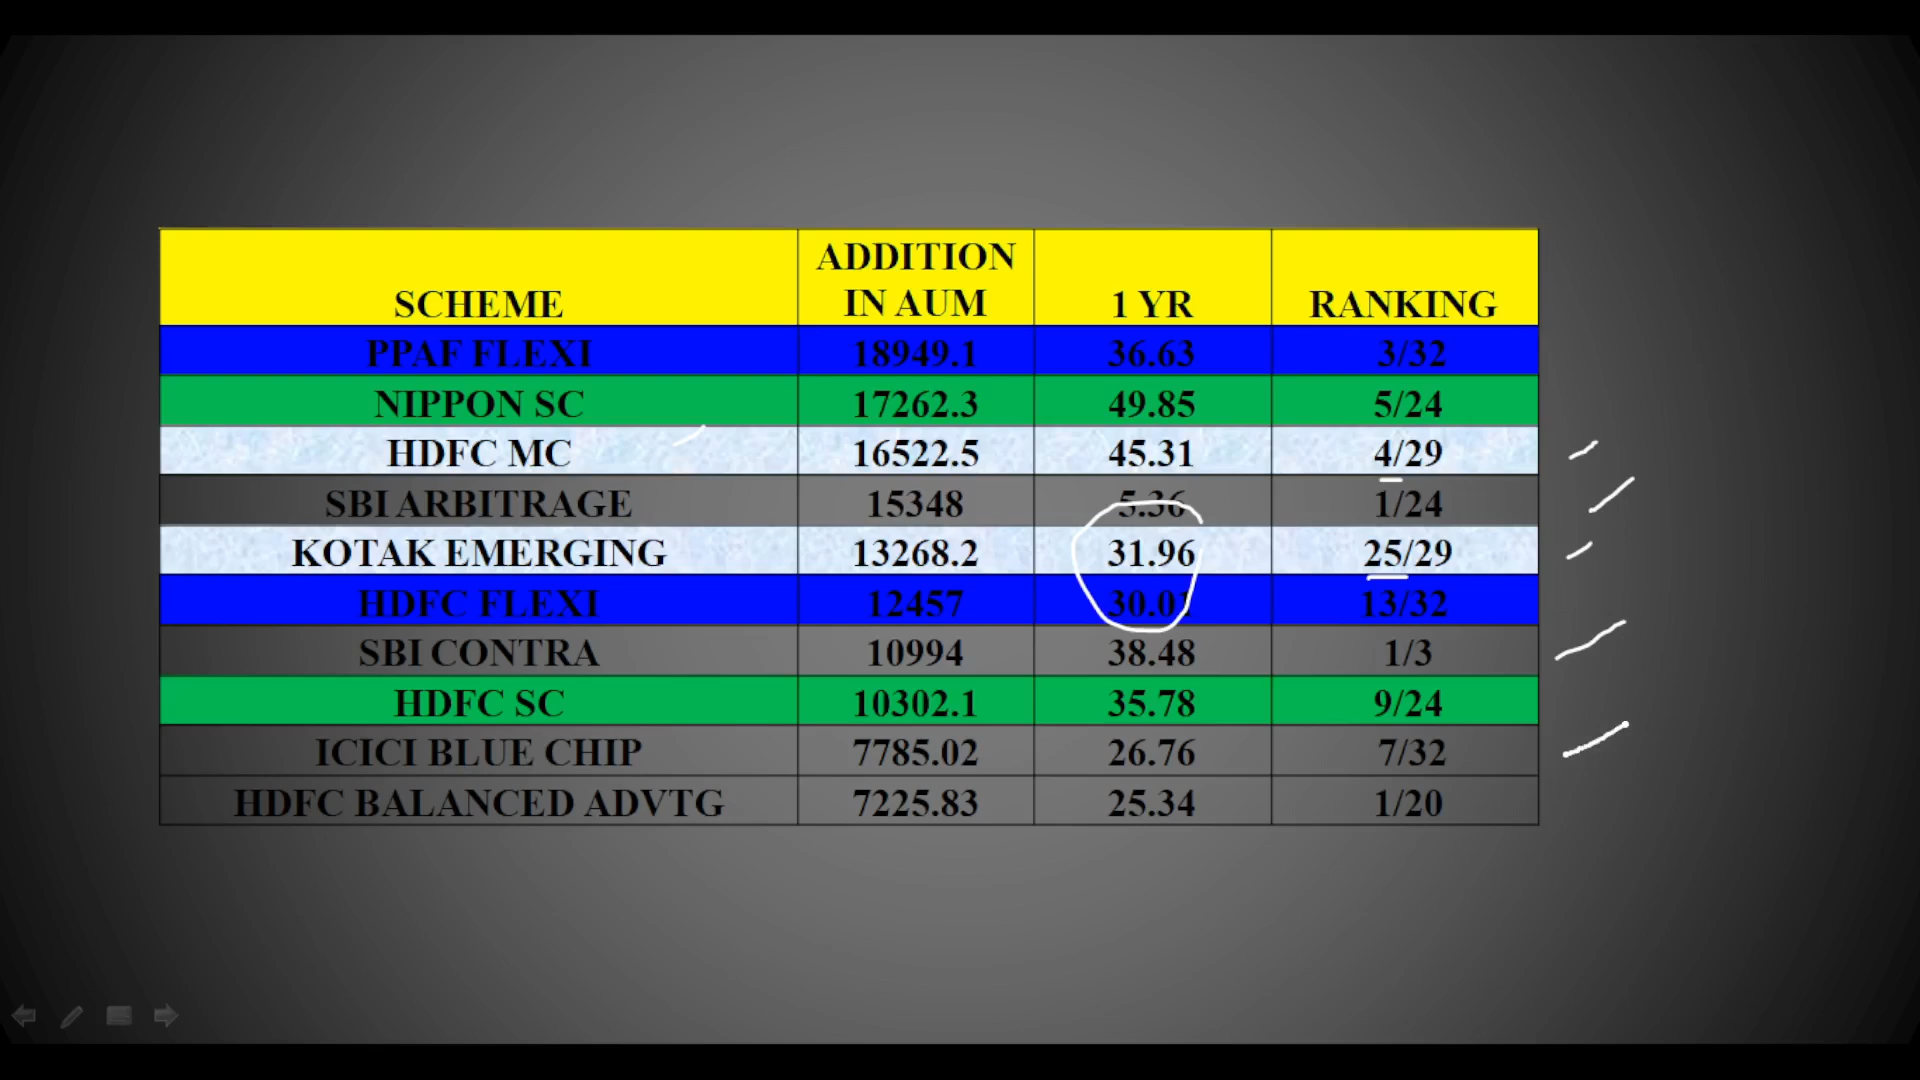 SCHEME ADDITION IN AUM 1 YR RANKING
PPAF FLEXI 18949.1 36.63 3/32
NIPPON SC 17262.3 49.85 5/24
HDFC MC 16522.5 45.31 4/29
SBI ARBITRAGE 15348 5.36 1/24
KOTAK EMERGING 13268.2 31.96 25/29
HDFC FLEXI 12457 30.01 13/32
SBI CONTRA 10994 38.48 1/3
HDFC SC 10302.1 35.78 9/24
ICICI BLUE CHIP 7785.02 26.76 7/32
HDFC BALANCED ADVTG 7225.83 25.34 1/20